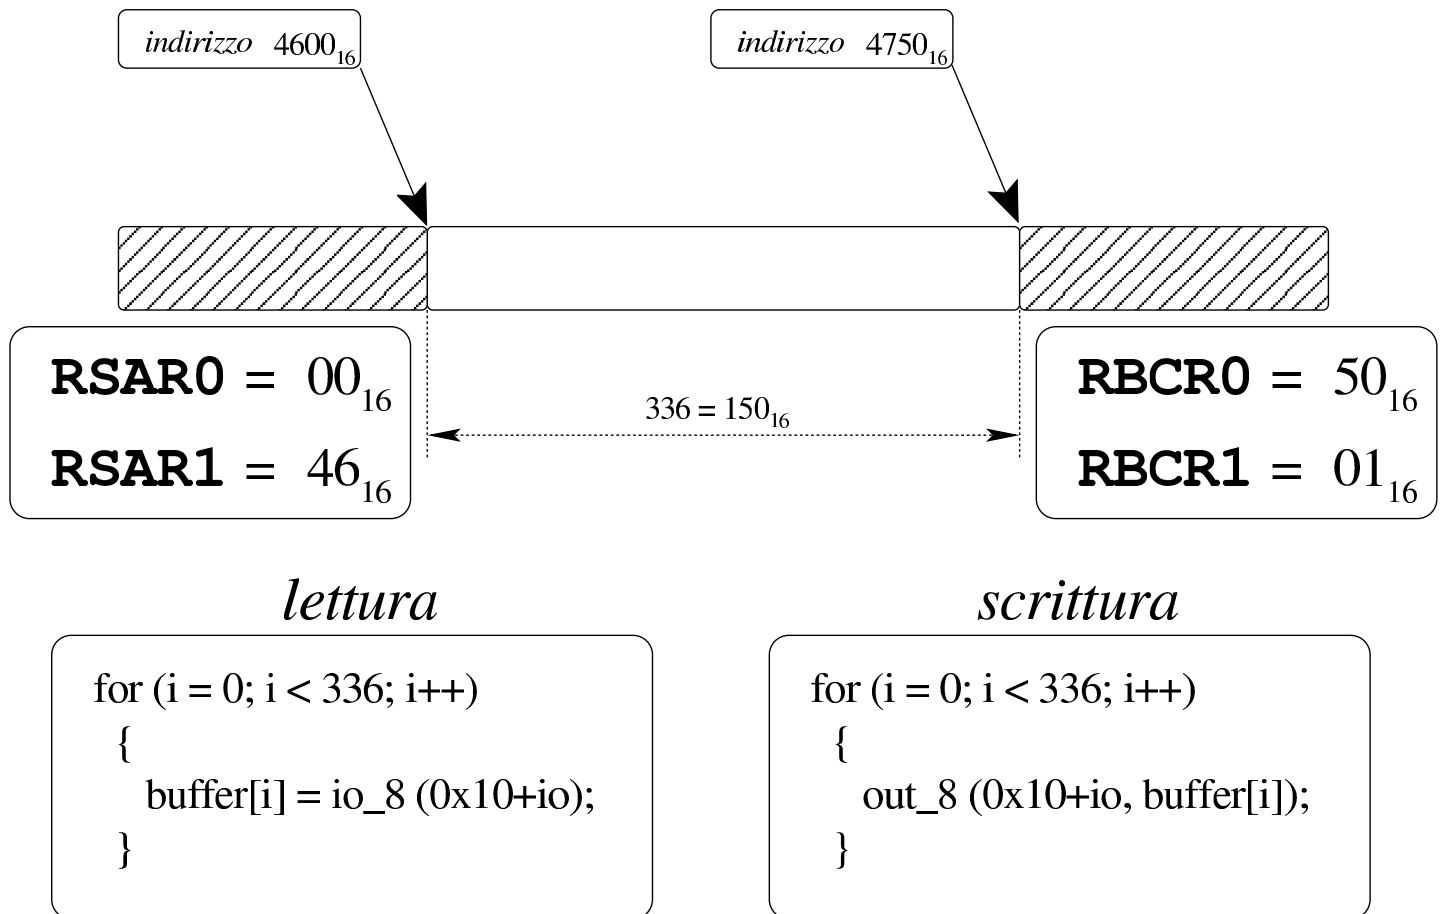 indirizzo 4600₁₆
indirizzo 4750₁₆
RSAR0 = 00₁₆
RSAR1 = 46₁₆
336 = 150₁₆
RBCR0 = 50₁₆
RBCR1 = 01₁₆
lettura
for (i = 0; i < 336; i++)
{
buffer[i] = io_8 (0x10+io);
}
scrittura
for (i = 0; i < 336; i++)
{
out_8 (0x10+io, buffer[i]);
}